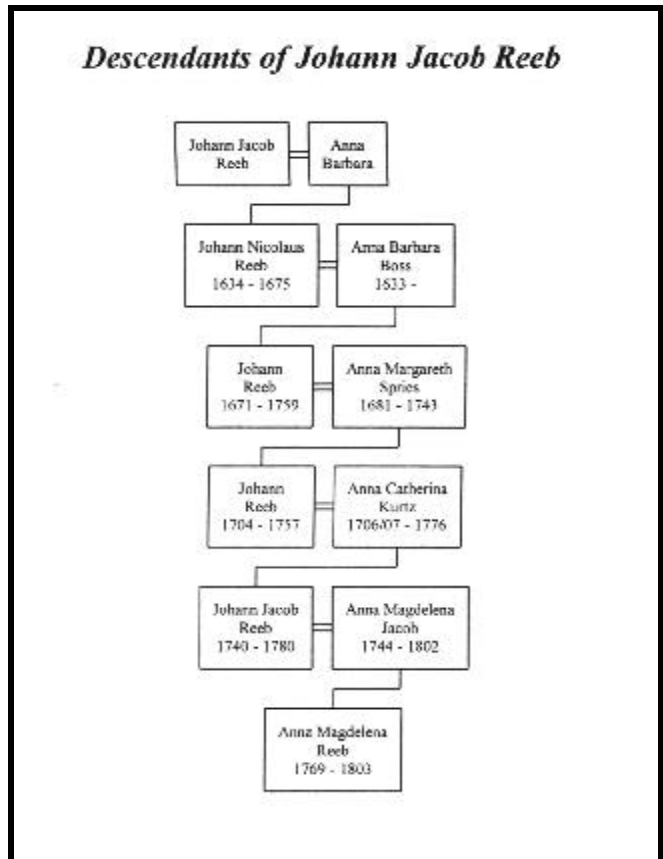 Descendants of Johann Jacob Reeb
Johann Jacob
Reeb
Anna
Barbara
Johann Nicolaus
Reeb
1634 - 1675
Anna Barbara
Boss
1633 -
Johann
Reeb
1671 - 1759
Anna Margareth
Spries
1681 - 1743
Johann
Reeb
1704 - 1757
Anna Catherina
Kurtz
1706/07 - 1776
Johann Jacob
Reeb
1740 - 1780
Anna Magdelena
Jacob
1744 - 1802
Anna Magdelena
Reeb
1769 - 1803